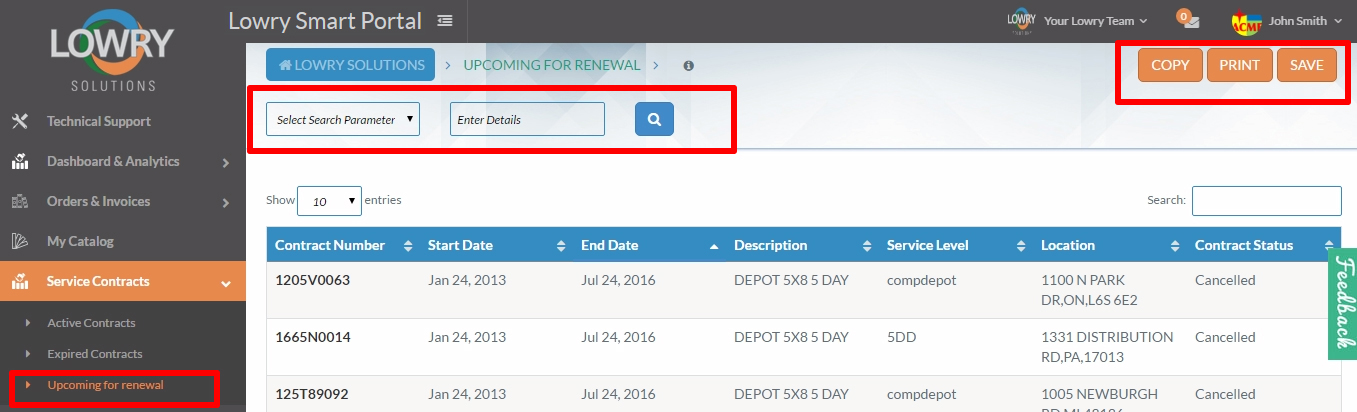 LOWRY
SOLUTIONS
Technical Support
Dashboard & Analytics
Orders & Invoices
My Catalog
Service Contracts
Active Contracts
Expired Contracts
Upcoming for renewal
Lowry Smart Portal
LOWRY
Your Lowry Team
0
ACME
John Smith
LOWRY SOLUTIONS
UPCOMING FOR RENEWAL
COPY PRINT SAVE
Select Search Parameter
Enter Details
Show 10 entries
Search:
Contract Number Start Date End Date Description Service Level Location Contract Status
1205V0063 Jan 24, 2013 Jul 24, 2016 DEPOT 5X8 5 DAY compdepot 1100 N PARK Cancelled
DR,ON,L6S 6E2
1665N0014 Jan 24, 2013 Jul 24, 2016 DEPOT 5X8 5 DAY 5DD 1331 DISTRIBUTION Cancelled
RD,PA,17013
125T89092 Jan 24, 2013 Jul 24, 2016 DEPOT 5X8 5 DAY compdepot 1005 NEWBURGH Cancelled
Feedback